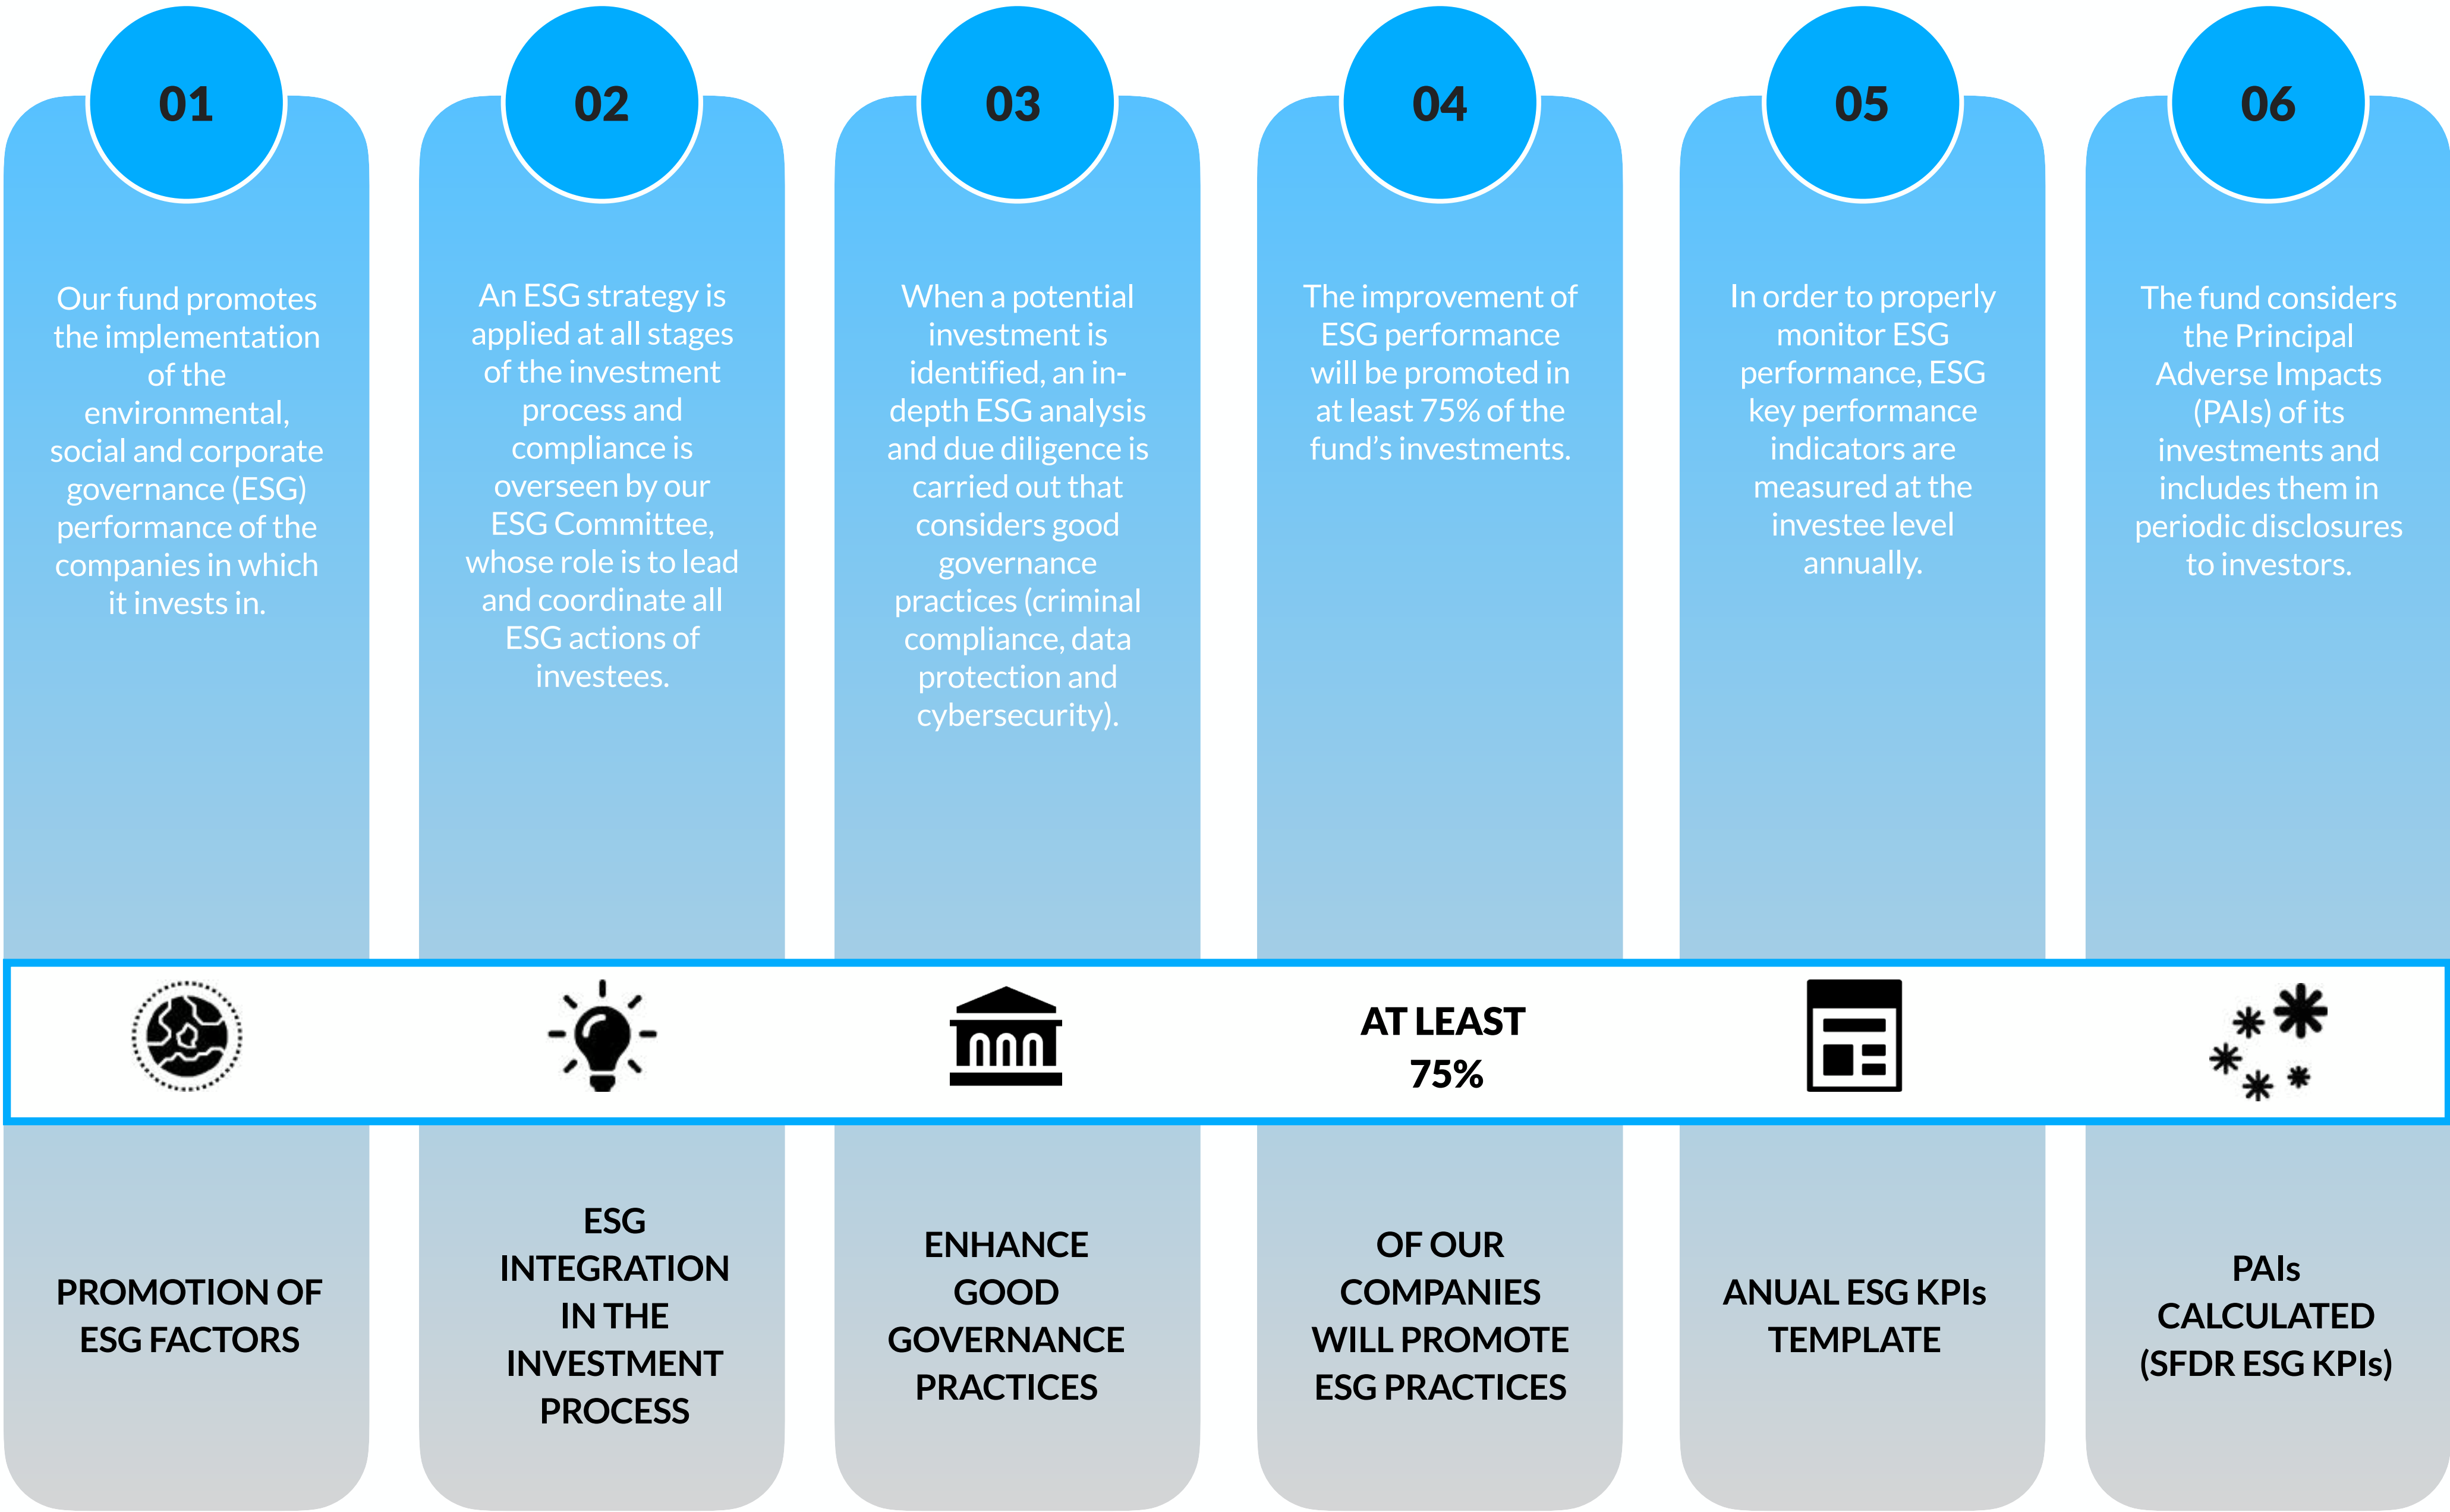 01
Our fund promotes
the implementation
of the
environmental,
social and corporate
governance (ESG)
performance of the
companies in which
it invests in.
PROMOTION OF
ESG FACTORS
02
An ESG strategy is
applied at all stages
of the investment
process and
compliance is
overseen by our
ESG Committee,
whose role is to lead
and coordinate all
ESG actions of
investees.
ESG
INTEGRATION
IN THE
INVESTMENT
PROCESS
03
When a potential
investment is
identified, an in-
depth ESG analysis
and due diligence is
carried out that
considers good
governance
practices (criminal
compliance, data
protection and
cybersecurity).
ENHANCE
GOOD
GOVERNANCE
PRACTICES
04
The improvement of
ESG performance
will be promoted in
at least 75% of the
fund’s investments.
AT LEAST
75%
OF OUR
COMPANIES
WILL PROMOTE
ESG PRACTICES
05
In order to properly
monitor ESG
performance, ESG
key performance
indicators are
measured at the
investee level
annually.
ANUAL ESG KPIs
TEMPLATE
06
The fund considers
the Principal
Adverse Impacts
(PAIs) of its
investments and
includes them in
periodic disclosures
to investors.
PAIs
CALCULATED
(SFDR ESG KPIs)